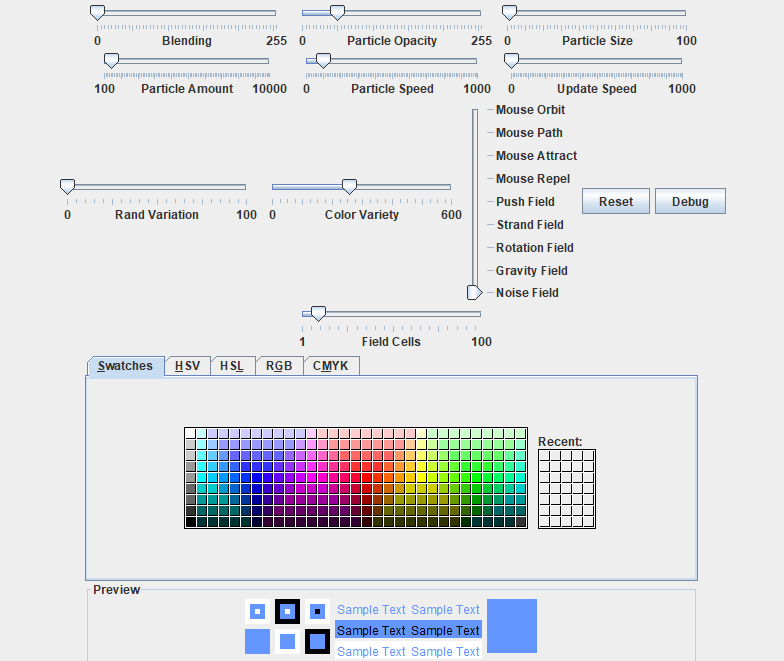 0 Blending 255 0 Particle Opacity 255 0 Particle Size 100
100 Particle Amount 10000 0 Particle Speed 1000 0 Update Speed 1000
Mouse Orbit
Mouse Path
Mouse Attract
Mouse Repel
Push Field
Strand Field
Rotation Field
Gravity Field
Noise Field
0 Rand Variation 100 0 Color Variety 600
Reset Debug
1 Field Cells 100
Swatches HSV HSL RGB CMYK
Recent:
Preview
Sample Text Sample Text
Sample Text Sample Text
Sample Text Sample Text